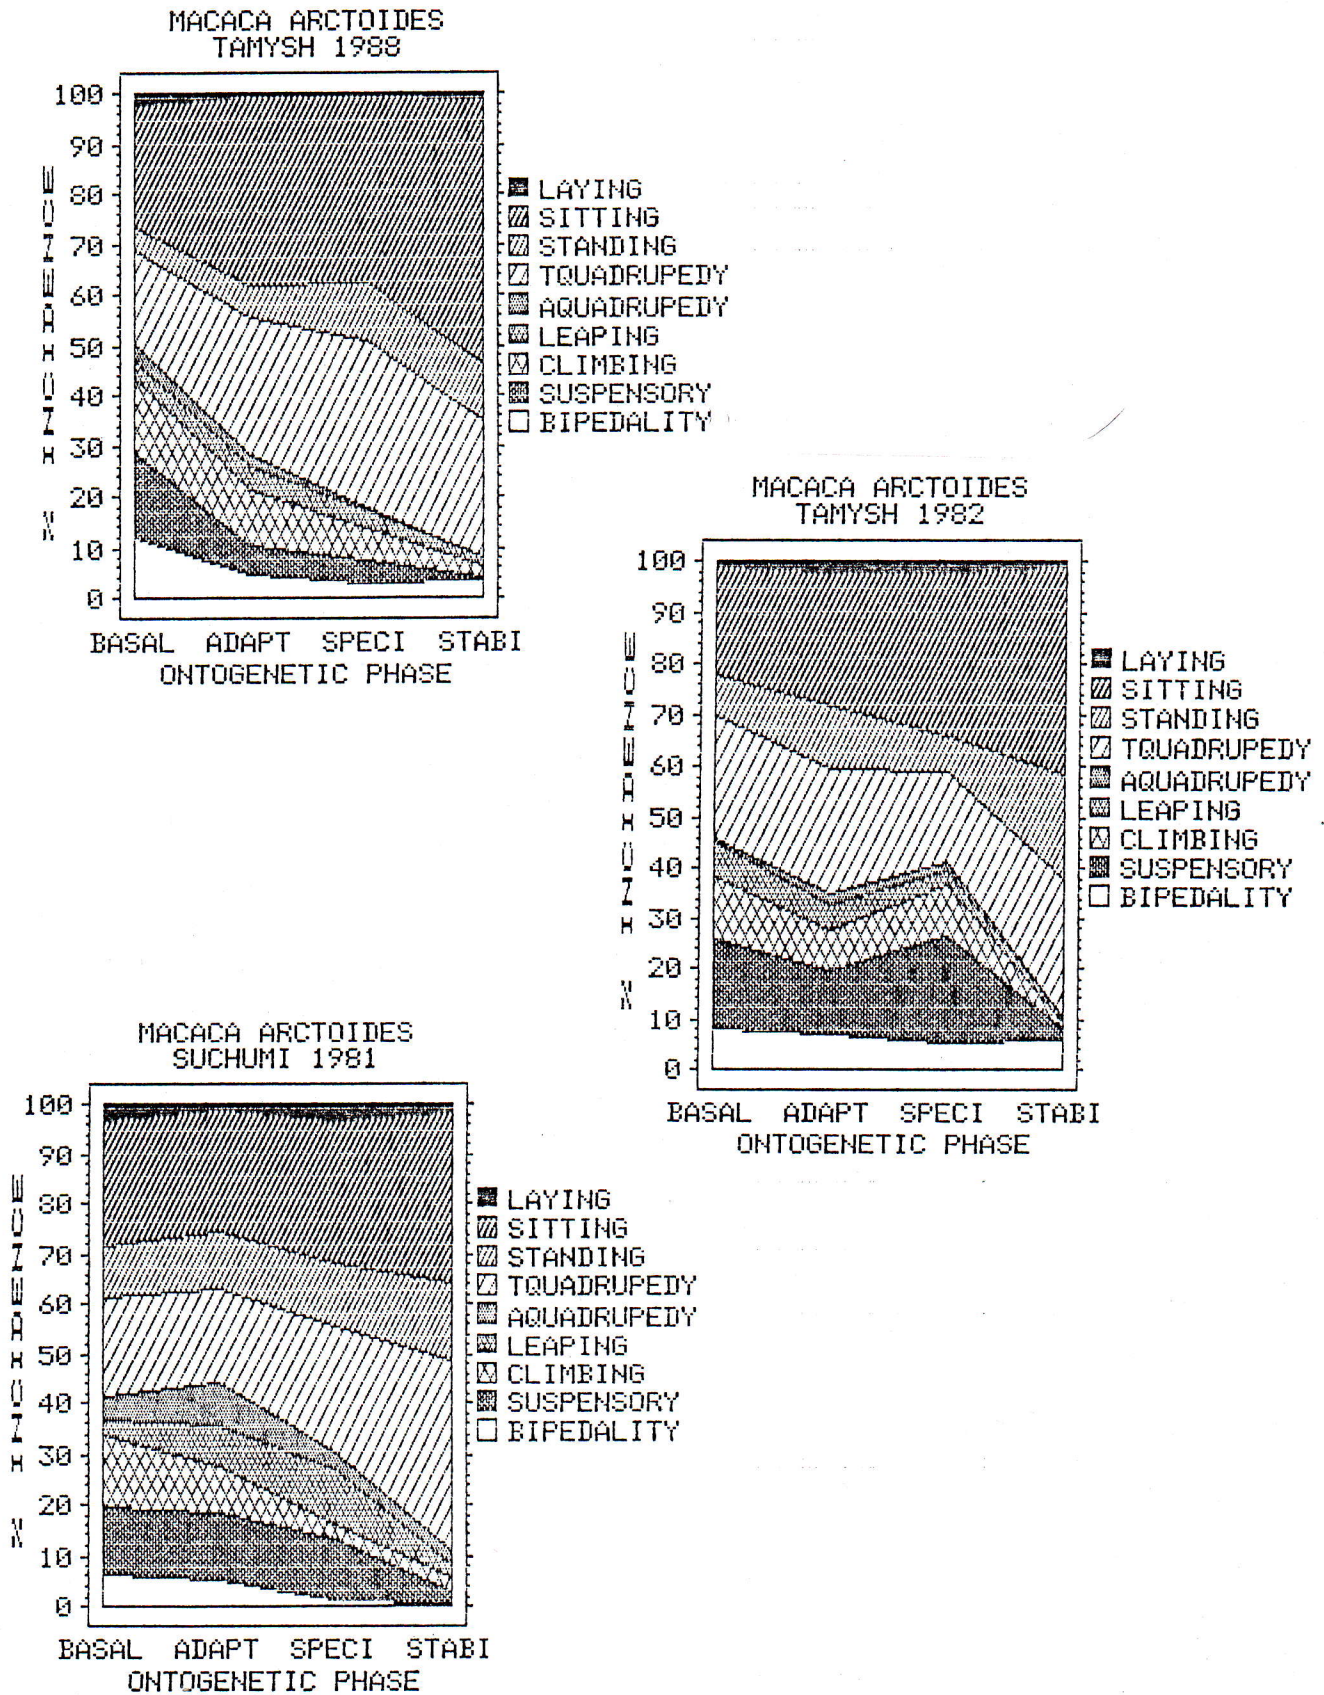 MACACA ARCTOIDES
TAMYSH 1988
100
90
80
70
60
50
40
30
20
10
0
% INCIDENCE
BASAL ADAPT SPECI STABI
ONTOGENETIC PHASE
LAYING
SITTING
STANDING
TQUADRUPEDY
AQUADRUPEDY
LEAPING
CLIMBING
SUSPENSORY
BIPEDALITY
MACACA ARCTOIDES
TAMYSH 1982
100
90
80
70
60
50
40
30
20
10
0
% INCIDENCE
BASAL ADAPT SPECI STABI
ONTOGENETIC PHASE
LAYING
SITTING
STANDING
TQUADRUPEDY
AQUADRUPEDY
LEAPING
CLIMBING
SUSPENSORY
BIPEDALITY
MACACA ARCTOIDES
SUCHUMI 1981
100
90
80
70
60
50
40
30
20
10
0
% INCIDENCE
BASAL ADAPT SPECI STABI
ONTOGENETIC PHASE
LAYING
SITTING
STANDING
TQUADRUPEDY
AQUADRUPEDY
LEAPING
CLIMBING
SUSPENSORY
BIPEDALITY